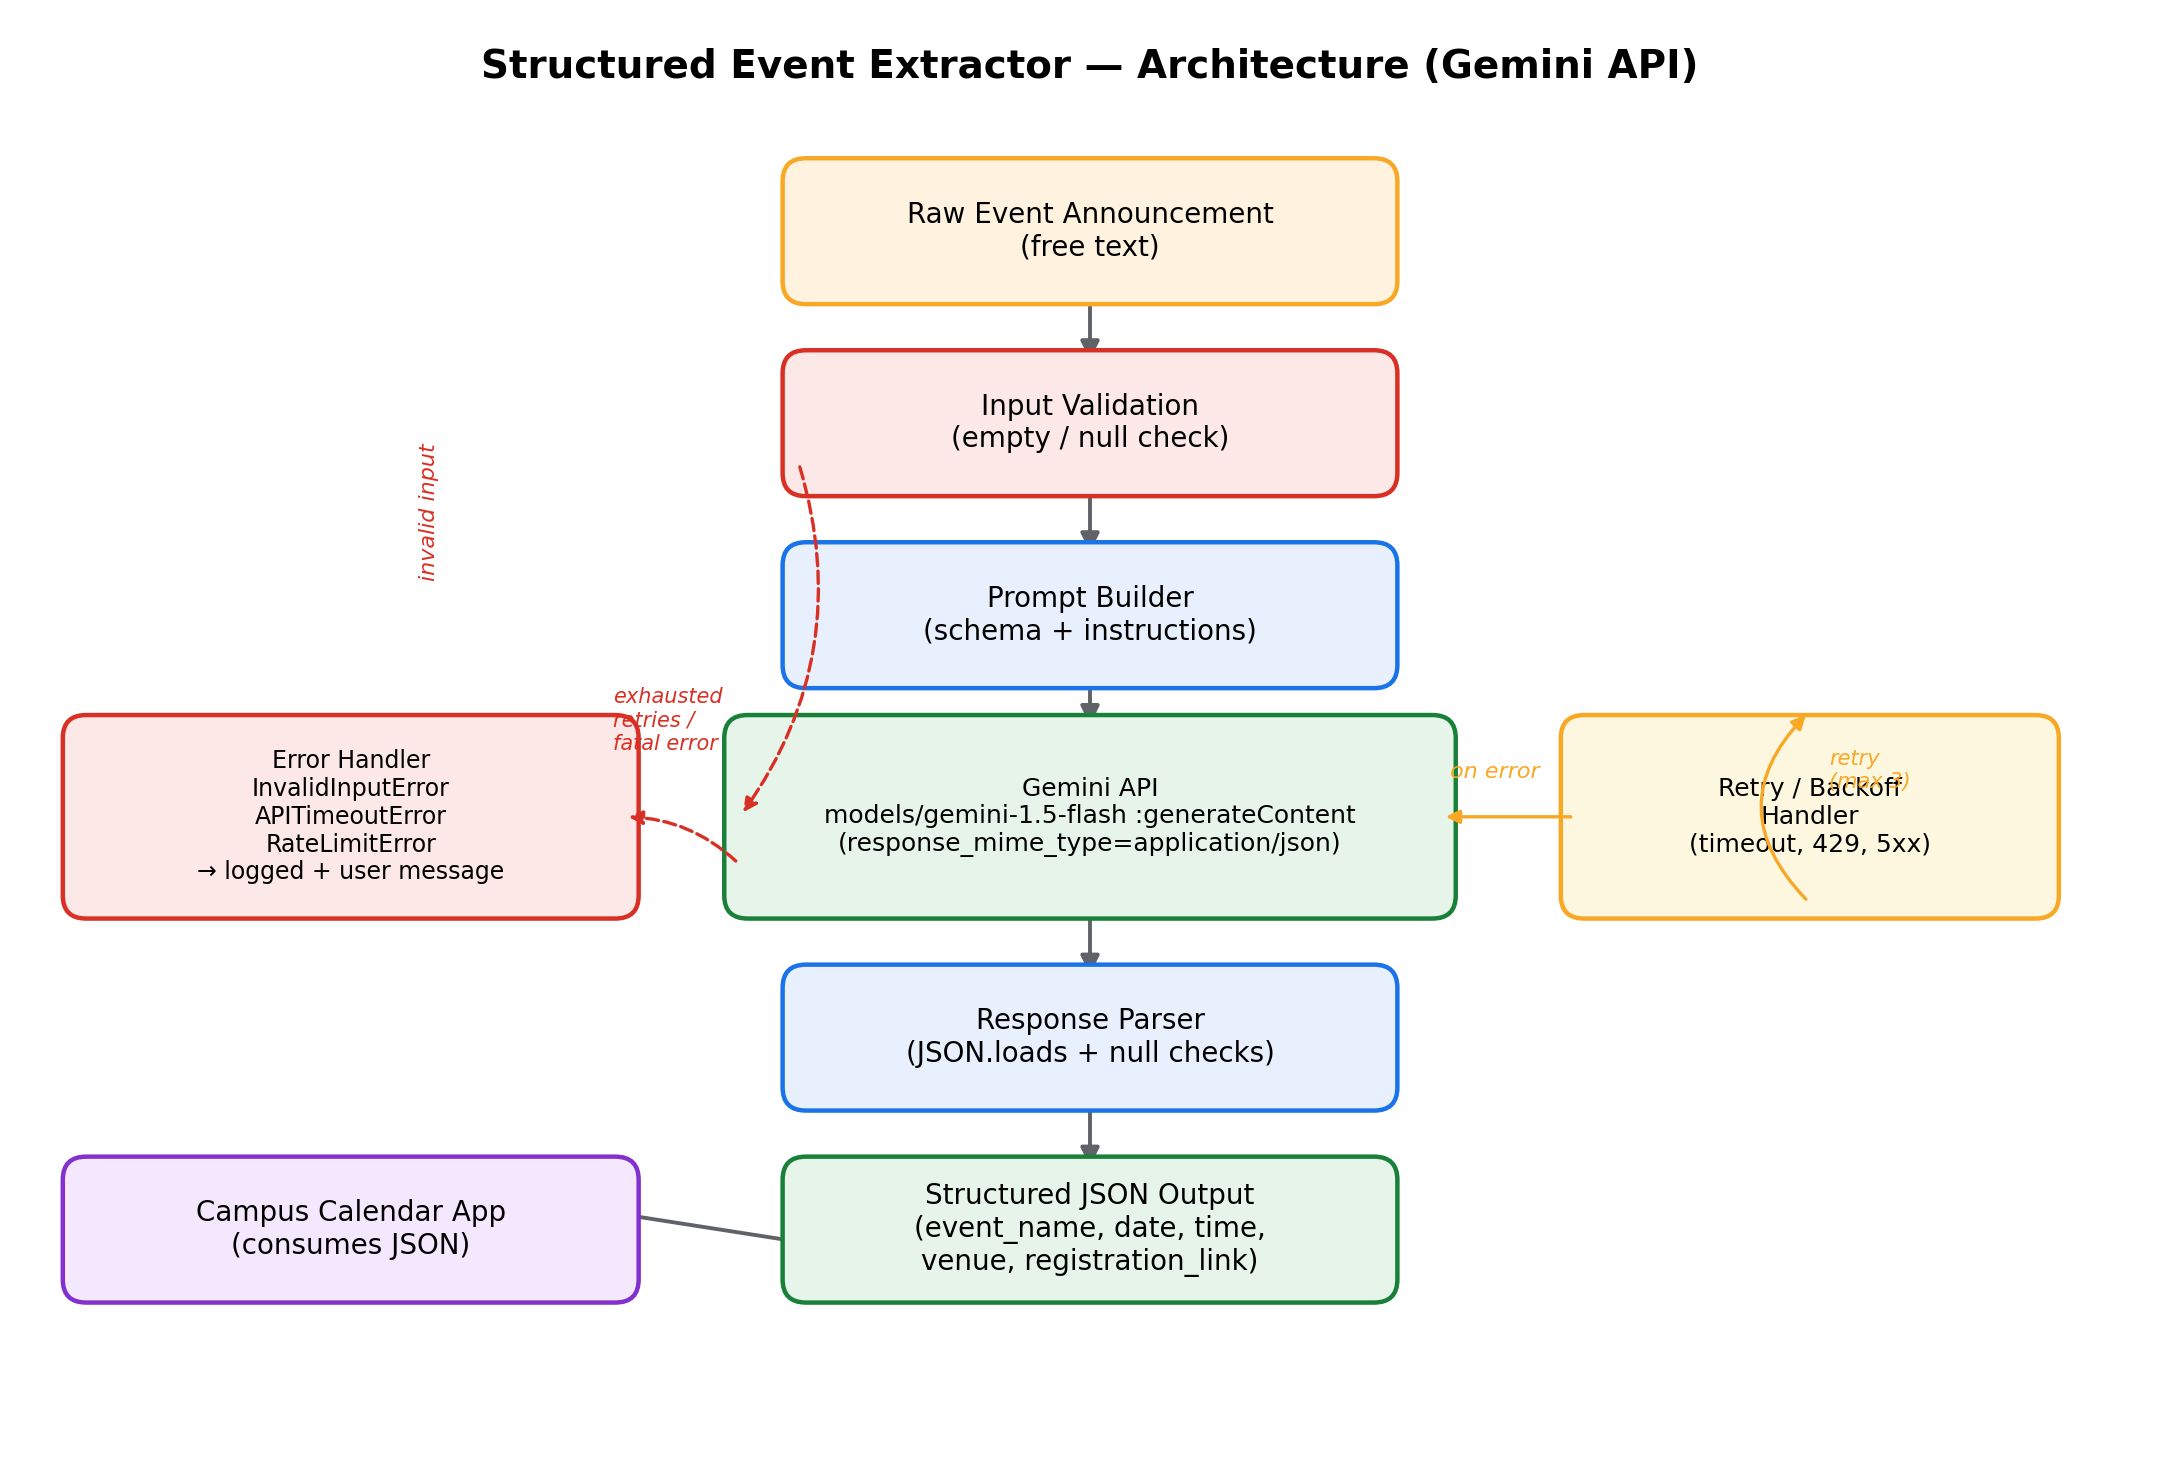 Structured Event Extractor — Architecture (Gemini API)
Raw Event Announcement
(free text)
Input Validation
(empty / null check)
invalid input
Prompt Builder
(schema + instructions)
exhausted
retries /
fatal error
Error Handler
InvalidInputError
APITimeoutError
RateLimitError
→ logged + user message
Gemini API
models/gemini-1.5-flash :generateContent
(response_mime_type=application/json)
on error
retry
(max 3)
Retry / Backoff
Handler
(timeout, 429, 5xx)
Response Parser
(JSON.loads + null checks)
Campus Calendar App
(consumes JSON)
Structured JSON Output
(event_name, date, time,
venue, registration_link)